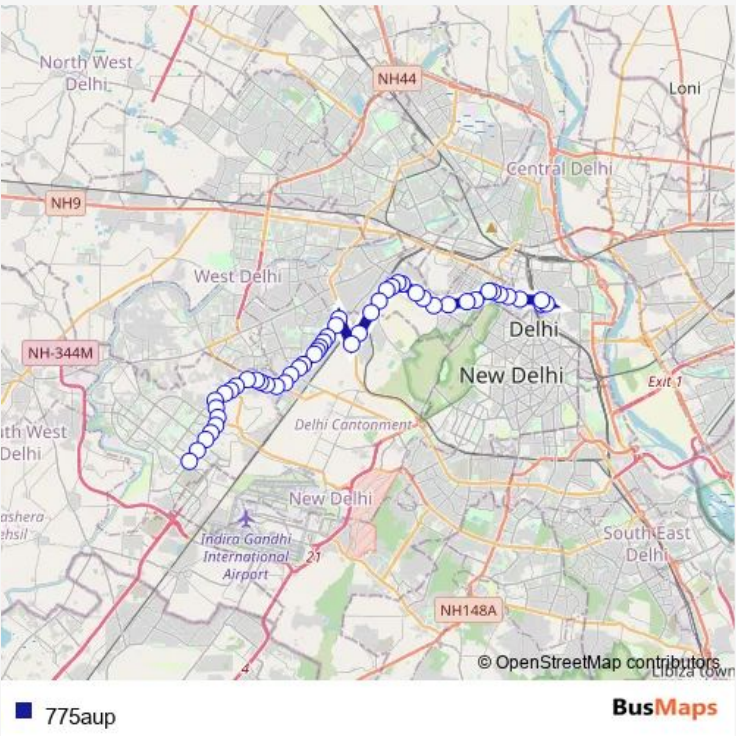 North West
Delhi
NH44
Loni
Central Delhi
NH9
West Delhi
Delhi
NH-344M
New Delhi
Exit 1
uth West
Delhi
Delhi Cantonment
New Delhi
ashera
ehsil
Indira Gandhi
International
Airport
21
South East
Delhi
NH148A
4
© OpenStreetMap contributors
Libiza town
775aup
BusMaps